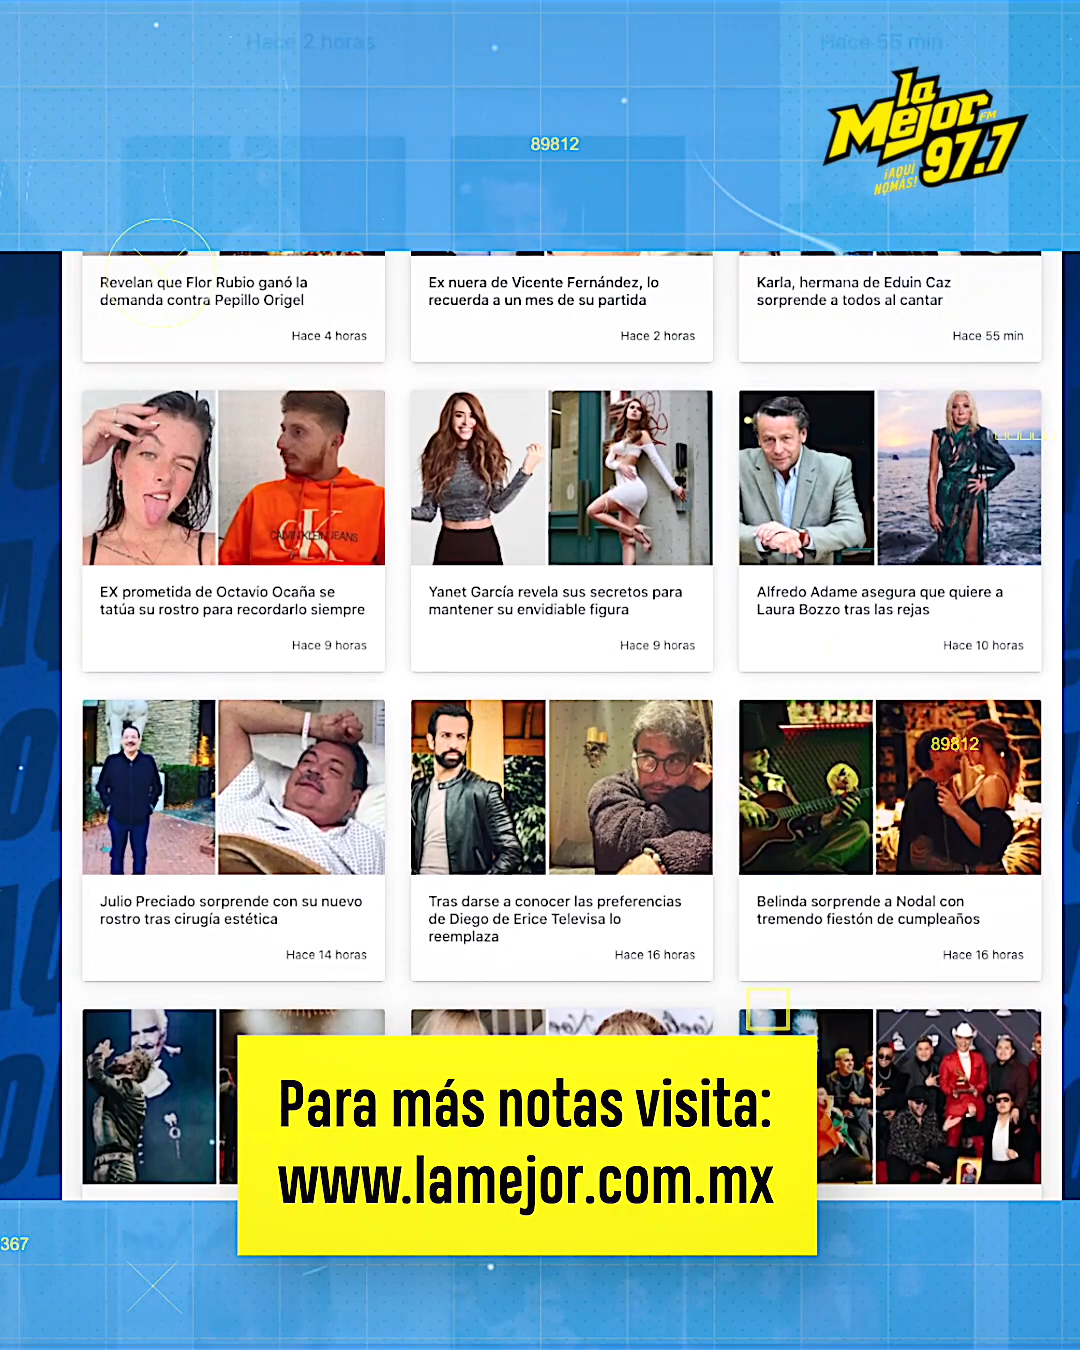 Hace 2 horas
Hace 55 min
la
Mejor FM
97.7
¡AQUÍ
NOMÁS!
89812
Revelan que Flor Rubio ganó la
demanda contra Pepillo Origel
Hace 4 horas
Ex nuera de Vicente Fernández, lo
recuerda a un mes de su partida
Hace 2 horas
Karla, hermana de Eduin Caz
sorprende a todos al cantar
Hace 55 min
CK
CALVIN KLEIN JEANS
EX prometida de Octavio Ocaña se
tatúa su rostro para recordarlo siempre
Hace 9 horas
Yanet García revela sus secretos para
mantener su envidiable figura
Hace 9 horas
Alfredo Adame asegura que quiere a
Laura Bozzo tras las rejas
Hace 10 horas
89812
Julio Preciado sorprende con su nuevo
rostro tras cirugía estética
Hace 14 horas
Tras darse a conocer las preferencias
de Diego de Erice Televisa lo
reemplaza
Hace 16 horas
Belinda sorprende a Nodal con
tremendo fiestón de cumpleaños
Hace 16 horas
Para más notas visita:
www.lamejor.com.mx
367